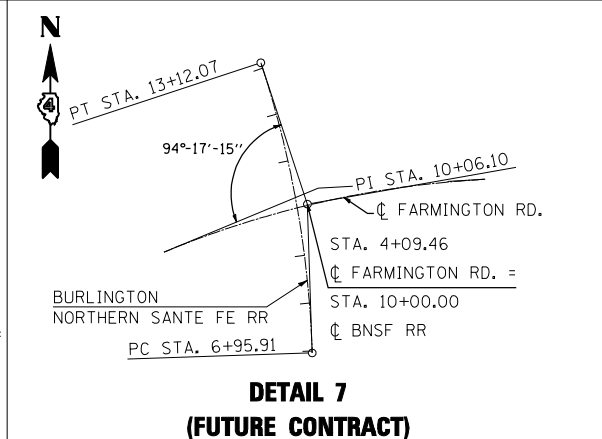 N
4
PT STA. 13+12.07
94°-17'-15''
PI STA. 10+06.10
℄ FARMINGTON RD.
STA. 4+09.46
℄ FARMINGTON RD. =
STA. 10+00.00
℄ BNSF RR
BURLINGTON
NORTHERN SANTE FE RR
PC STA. 6+95.91
DETAIL 7
(FUTURE CONTRACT)